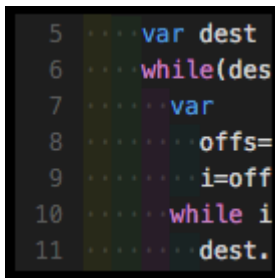 5 ····var dest
6 ····while(des
7 ······var
8 ········offs=
9 ········i=off
10 ······while i
11 ········dest.